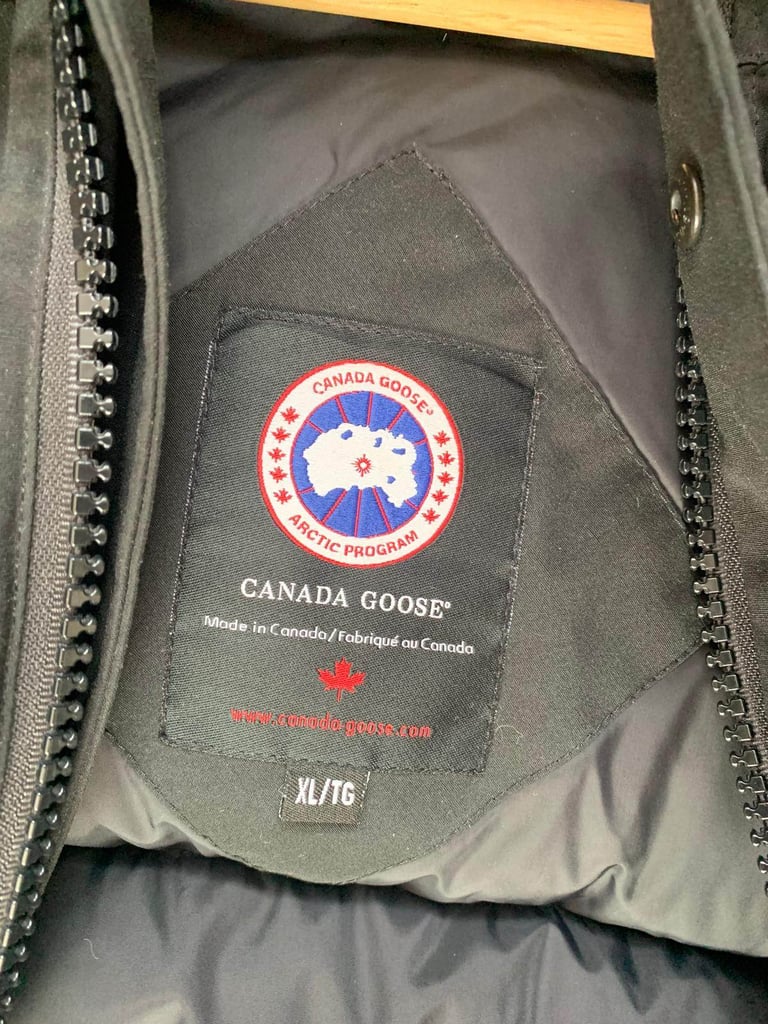 CANADA GOOSE®
ARCTIC PROGRAM
CANADA GOOSE®
Made in Canada/Fabriqué au Canada
www.canada-goose.com
XL/TG